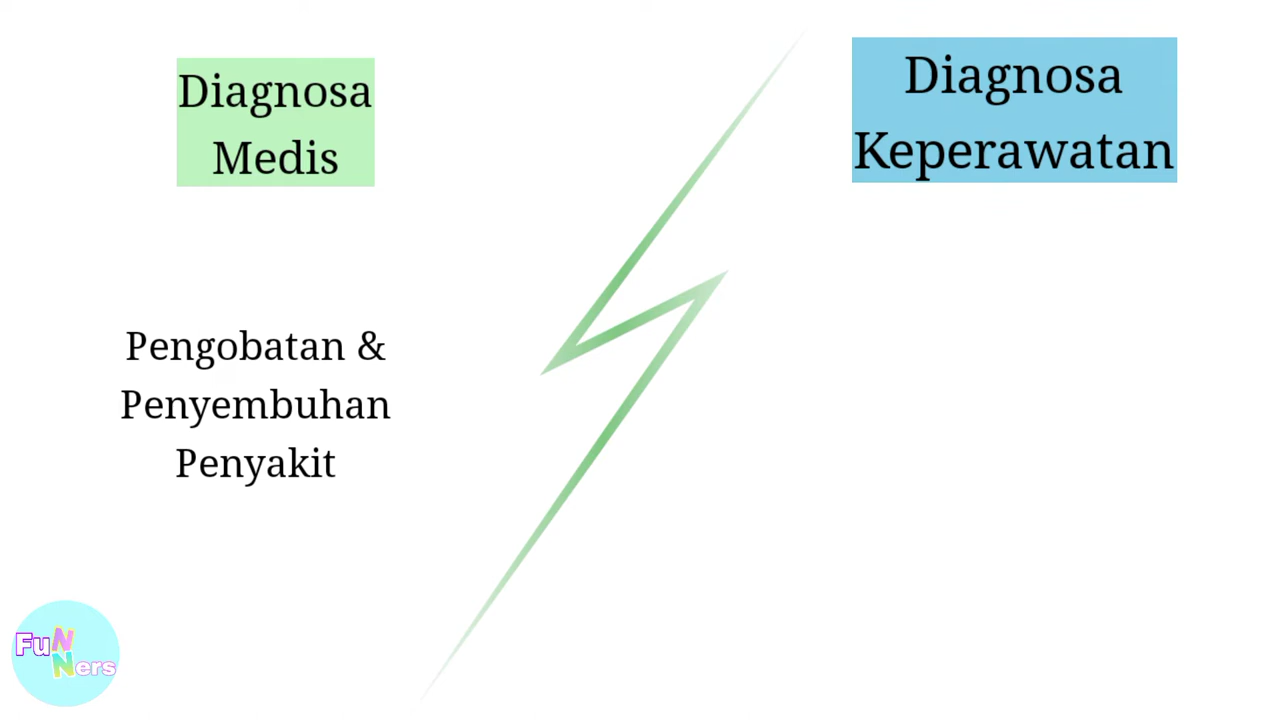 Diagnosa
Medis
Diagnosa
Keperawatan
Pengobatan &
Penyembuhan
Penyakit
FuN
Ners